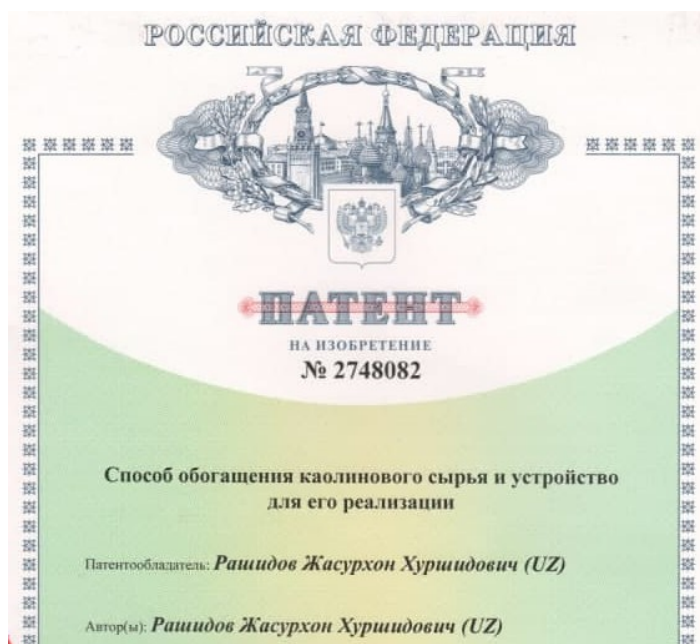 РОССИЙСКАЯ ФЕДЕРАЦИЯ
ПАТЕНТ
НА ИЗОБРЕТЕНИЕ
№ 2748082
Способ обогащения каолинового сырья и устройство
для его реализации
Патентообладатель: Рашидов Жасурхон Хуршидович (UZ)
Автор(ы): Рашидов Жасурхон Хуршидович (UZ)